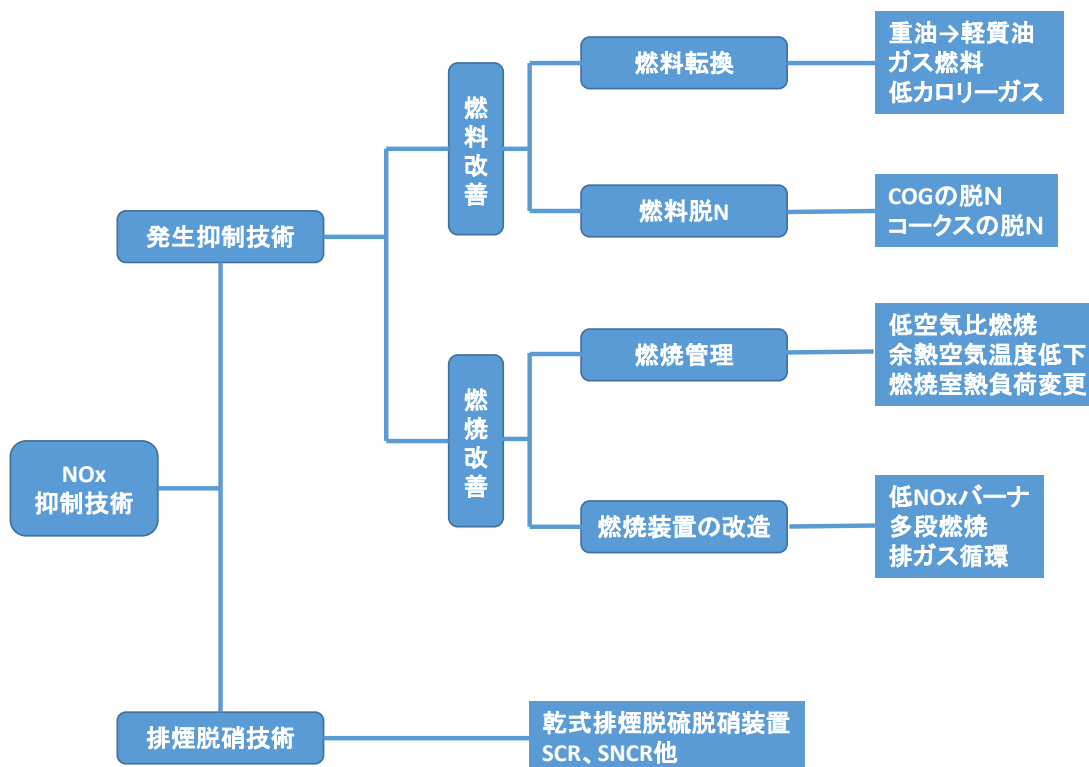 重油→軽質油
ガス燃料
低カロリーガス
燃料転換
燃料改善
燃料脱N
COGの脱N
コークスの脱N
発生抑制技術
燃焼管理
低空気比燃焼
余熱空気温度低下
燃焼室熱負荷変更
燃焼改善
燃焼装置の改造
低NOxバーナ
多段燃焼
排ガス循環
NOx
抑制技術
排煙脱硝技術
乾式排煙脱硫脱硝装置
SCR、SNCR他